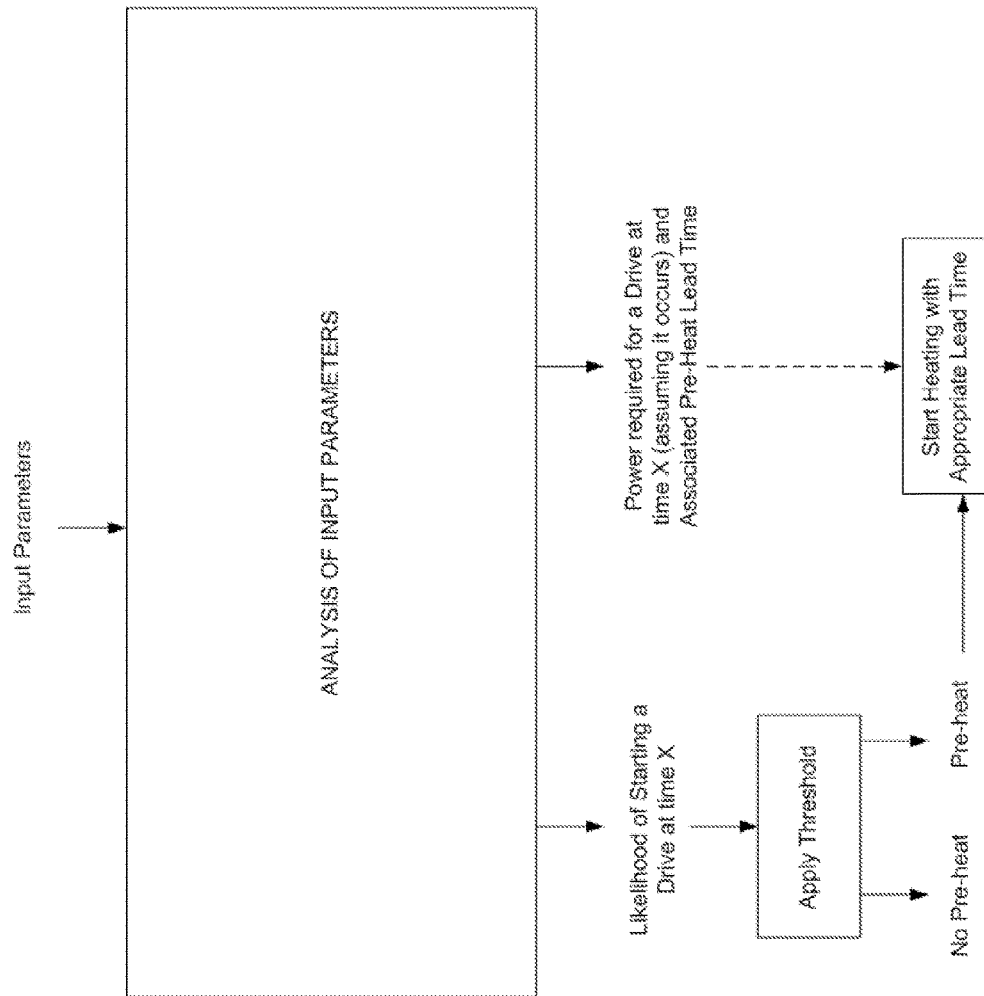 Input Parameters
ANALYSIS OF INPUT PARAMETERS
Likelihood of Starting a
Drive at time X
Apply Threshold
No Pre-heat
Pre-heat
Power required for a Drive at
time X (assuming it occurs) and
Associated Pre-Heat Lead Time
Start Heating with
Appropriate Lead Time